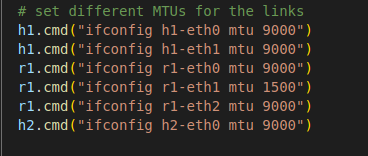 # set different MTUs for the links
h1.cmd("ifconfig h1-eth0 mtu 9000")
h1.cmd("ifconfig h1-eth1 mtu 9000")
r1.cmd("ifconfig r1-eth0 mtu 9000")
r1.cmd("ifconfig r1-eth1 mtu 1500")
r1.cmd("ifconfig r1-eth2 mtu 9000")
h2.cmd("ifconfig h2-eth0 mtu 9000")